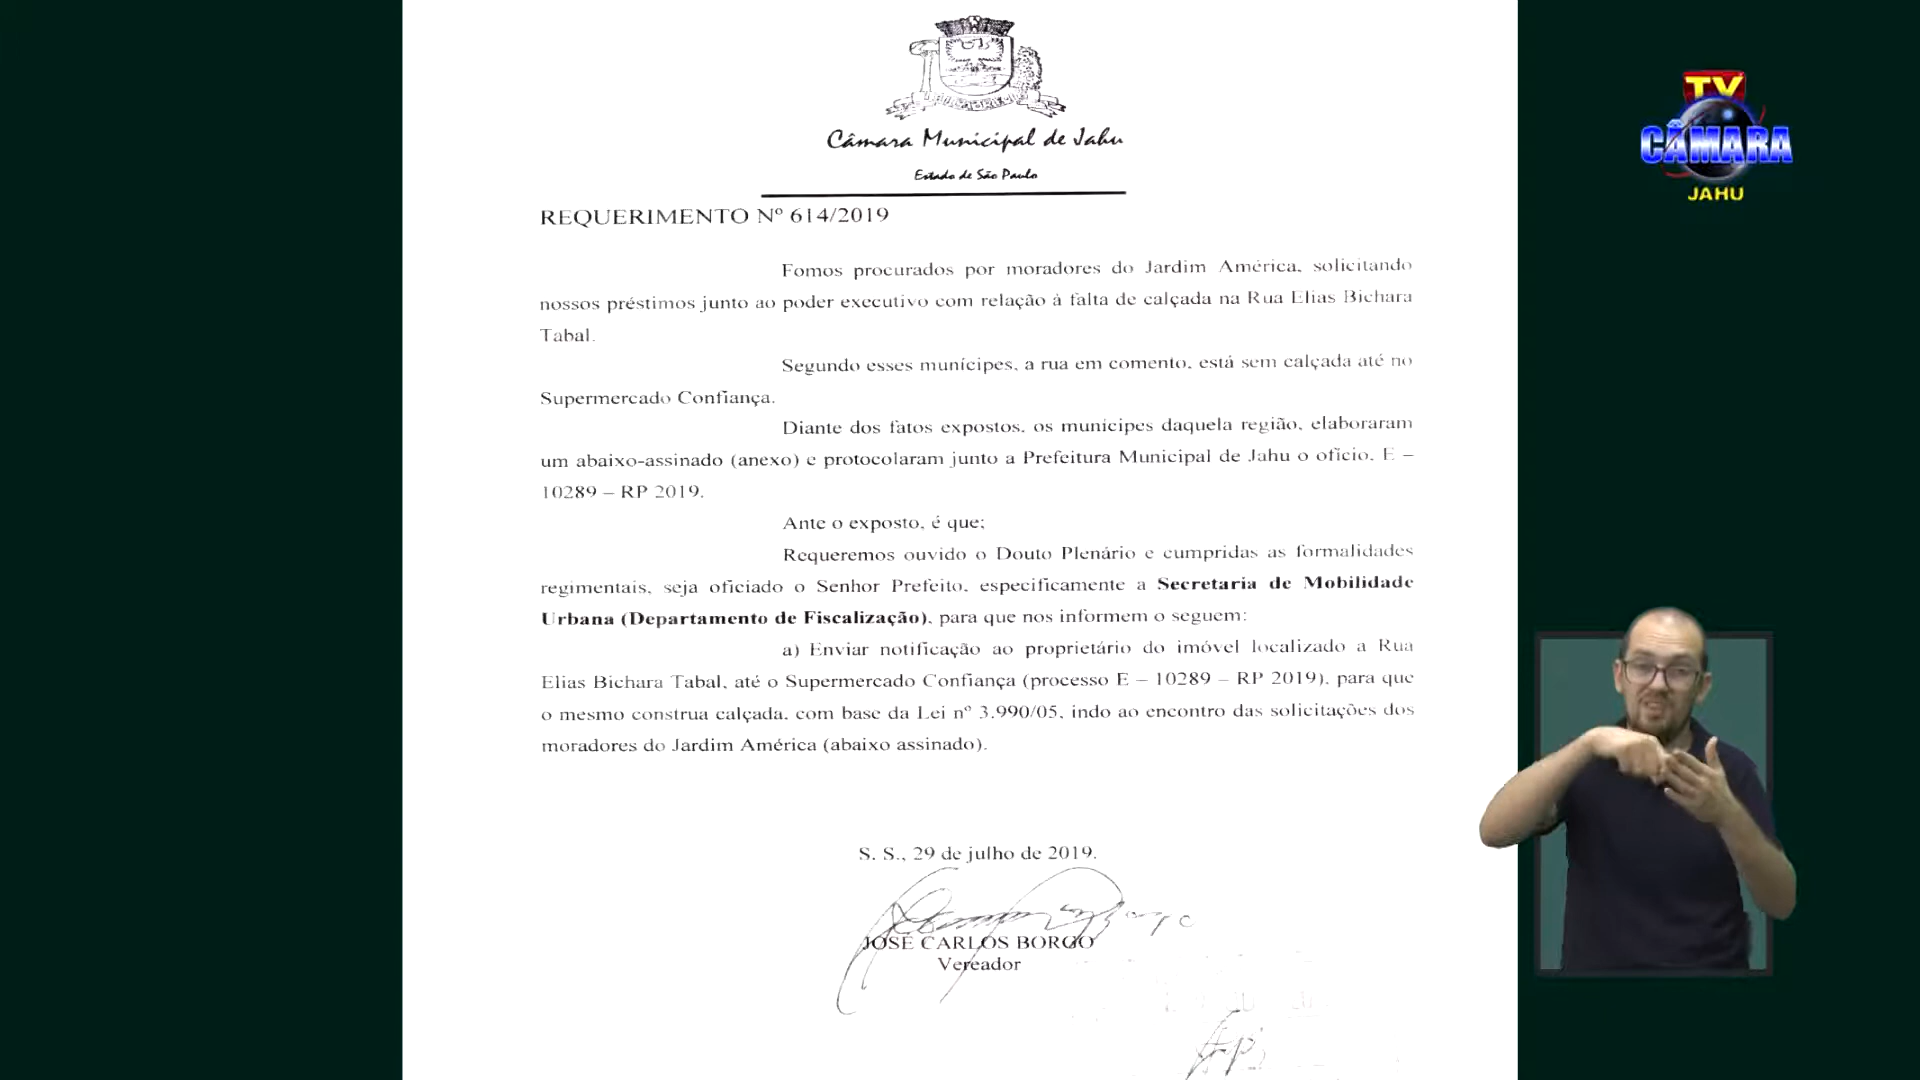 Câmara Municipal de Jahu
Estado de São Paulo
REQUERIMENTO Nº 614/2019
Fomos procurados por moradores do Jardim América, solicitando
nossos préstimos junto ao poder executivo com relação à falta de calçada na Rua Elias Bichara
Tabal.
Segundo esses munícipes, a rua em comento, está sem calçada até no
Supermercado Confiança.
Diante dos fatos expostos, os munícipes daquela região, elaboraram
um abaixo-assinado (anexo) e protocolaram junto a Prefeitura Municipal de Jahu o ofício, E –
10289 – RP 2019.
Ante o exposto, é que;
Requeremos ouvido o Douto Plenário e cumpridas as formalidades
regimentais, seja oficiado o Senhor Prefeito, especificamente a Secretaria de Mobilidade
Urbana (Departamento de Fiscalização), para que nos informem o seguem:
a) Enviar notificação ao proprietário do imóvel localizado a Rua
Elias Bichara Tabal, até o Supermercado Confiança (processo E – 10289 – RP 2019), para que
o mesmo construa calçada, com base da Lei nº 3.990/05, indo ao encontro das solicitações dos
moradores do Jardim América (abaixo assinado).
S. S., 29 de julho de 2019.
JOSÉ CARLOS BORGO
Vereador
TV
CÂMARA
JAHU